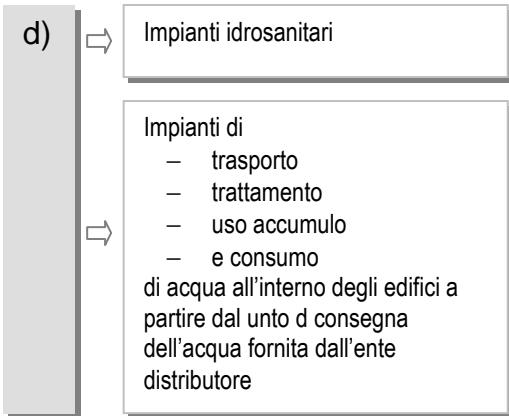 d)
Impianti idrosanitari
Impianti di
– trasporto
– trattamento
– uso accumulo
– e consumo
di acqua all'interno degli edifici a
partire dal unto d consegna
dell'acqua fornita dall'ente
distributore